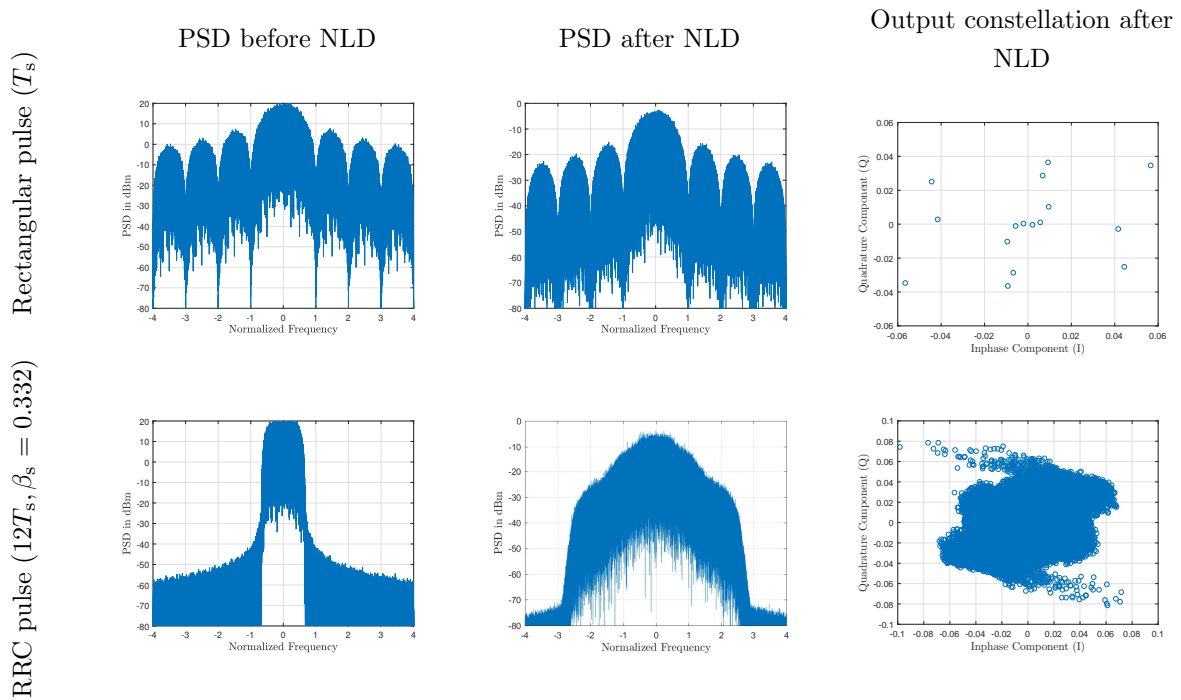 PSD before NLD
PSD after NLD
Output constellation after
NLD
Rectangular pulse (Tₛ)
20
10
0
-10
-20
-30
-40
-50
-60
-70
-80
PSD in dBm
-4 -3 -2 -1 0 1 2 3 4
Normalized Frequency
0
-10
-20
-30
-40
-50
-60
-70
-80
PSD in dBm
-4 -3 -2 -1 0 1 2 3 4
Normalized Frequency
0.06
0.04
0.02
0
-0.02
-0.04
-0.06
Quadrature Component (Q)
-0.06 -0.04 -0.02 0 0.02 0.04 0.06
Inphase Component (I)
RRC pulse (12Tₛ, βₛ = 0.332)
20
10
0
-10
-20
-30
-40
-50
-60
-70
-80
PSD in dBm
-4 -3 -2 -1 0 1 2 3 4
Normalized Frequency
0
-10
-20
-30
-40
-50
-60
-70
-80
PSD in dBm
-4 -3 -2 -1 0 1 2 3 4
Normalized Frequency
0.1
0.08
0.06
0.04
0.02
0
-0.02
-0.04
-0.06
-0.08
-0.1
Quadrature Component (Q)
-0.1 -0.08 -0.06 -0.04 -0.02 0 0.02 0.04 0.06 0.08 0.1
Inphase Component (I)